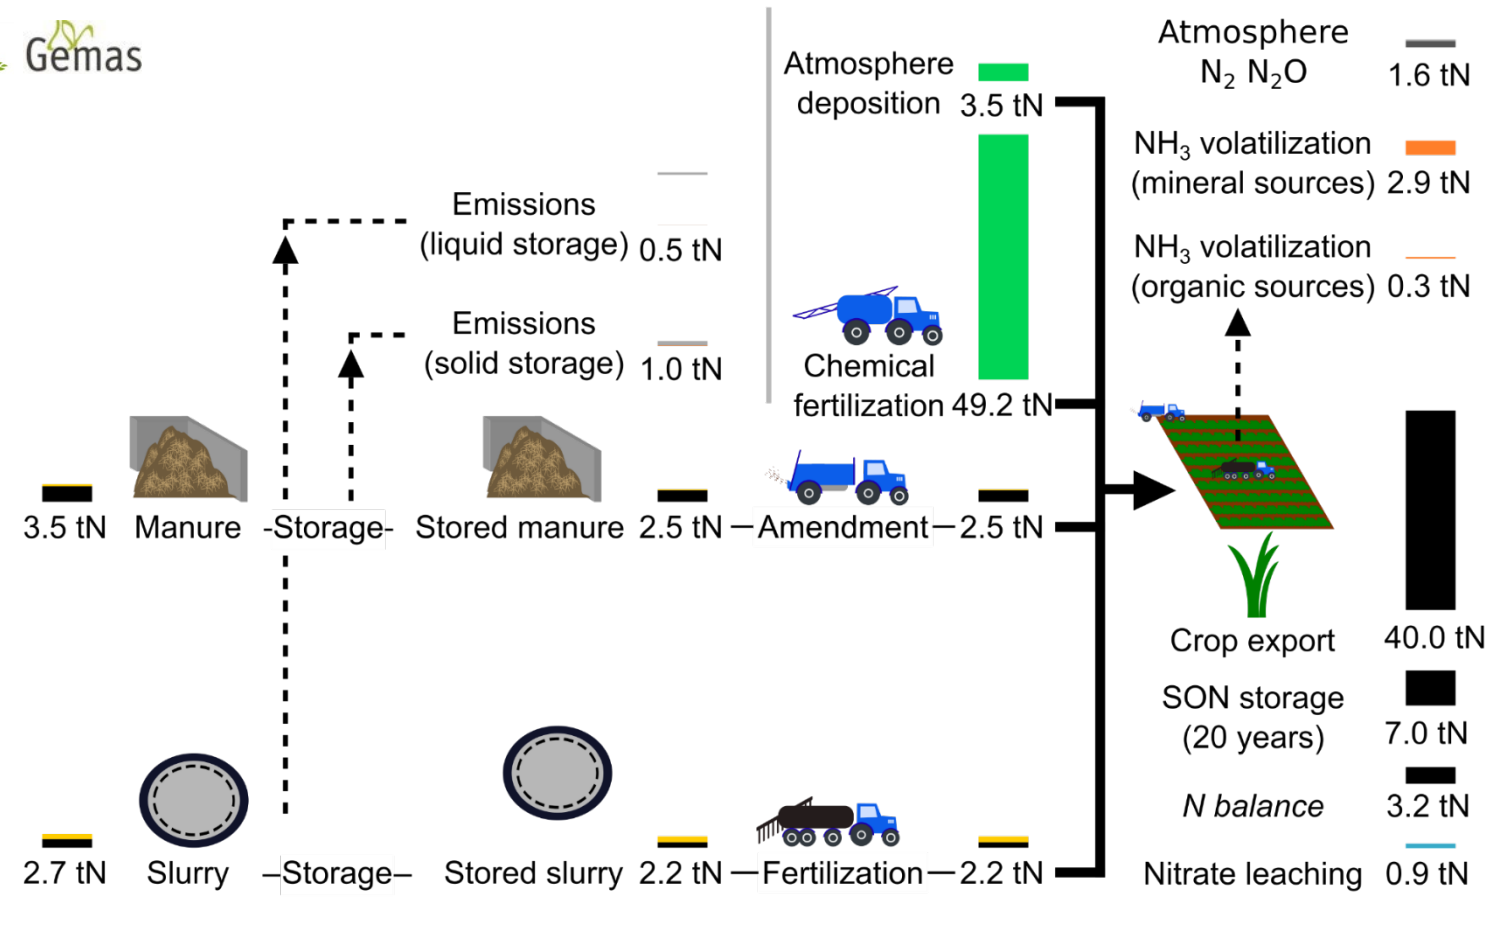 Gemas
Atmosphere
deposition
3.5 tN
Atmosphere
N₂ N₂O
1.6 tN
NH₃ volatilization
(mineral sources)
2.9 tN
NH₃ volatilization
(organic sources)
0.3 tN
Emissions
(liquid storage)
0.5 tN
Emissions
(solid storage)
1.0 tN
Chemical
fertilization
49.2 tN
3.5 tN
Manure
Storage
Stored manure
2.5 tN
Amendment
2.5 tN
Crop export
40.0 tN
SON storage
(20 years)
7.0 tN
N balance
3.2 tN
2.7 tN
Slurry
Storage
Stored slurry
2.2 tN
Fertilization
2.2 tN
Nitrate leaching
0.9 tN